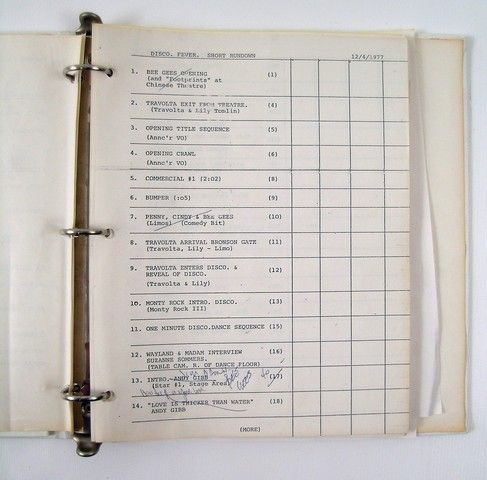 DISCO. FEVER. SHORT RUNDOWN 12/4/1977
1. BEE GEES OPENING (1)
(and "Footprints" at
Chinese Theatre)
2. TRAVOLTA EXIT FROM THEATRE. (4)
(Travolta & Lily Tomlin)
3. OPENING TITLE SEQUENCE (5)
(Annc'r VO)
4. OPENING CRAWL (6)
(Annc'r VO)
5. COMMERCIAL #1 (2:02) (8)
6. BUMPER (:05) (9)
7. PENNY, CINDY & BEE GEES (10)
(Limos) (Comedy Bit)
8. TRAVOLTA ARRIVAL BRONSON GATE (11)
(Travolta, Lily - Limo)
9. TRAVOLTA ENTERS DISCO. & (12)
REVEAL OF DISCO.
(Travolta & Lily)
10. MONTY ROCK INTRO. DISCO. (13)
(Monty Rock III)
11. ONE MINUTE DISCO.DANCE SEQUENCE (15)
12. WAYLAND & MADAM INTERVIEW (16)
SUZANNE SOMMERS.
(TABLE CAM. R. OF DANCE FLOOR)
13. INTRO. ANDY GIBB (17)
(Star #1, Stage Area)
14. "LOVE IS THICKER THAN WATER" (18)
ANDY GIBB
(MORE)